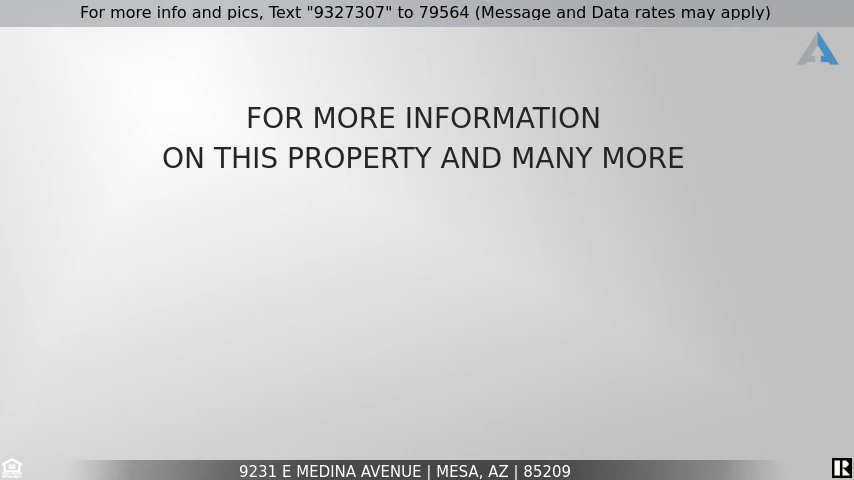 For more info and pics, Text "9327307" to 79564 (Message and Data rates may apply)
FOR MORE INFORMATION
ON THIS PROPERTY AND MANY MORE
9231 E MEDINA AVENUE | MESA, AZ | 85209